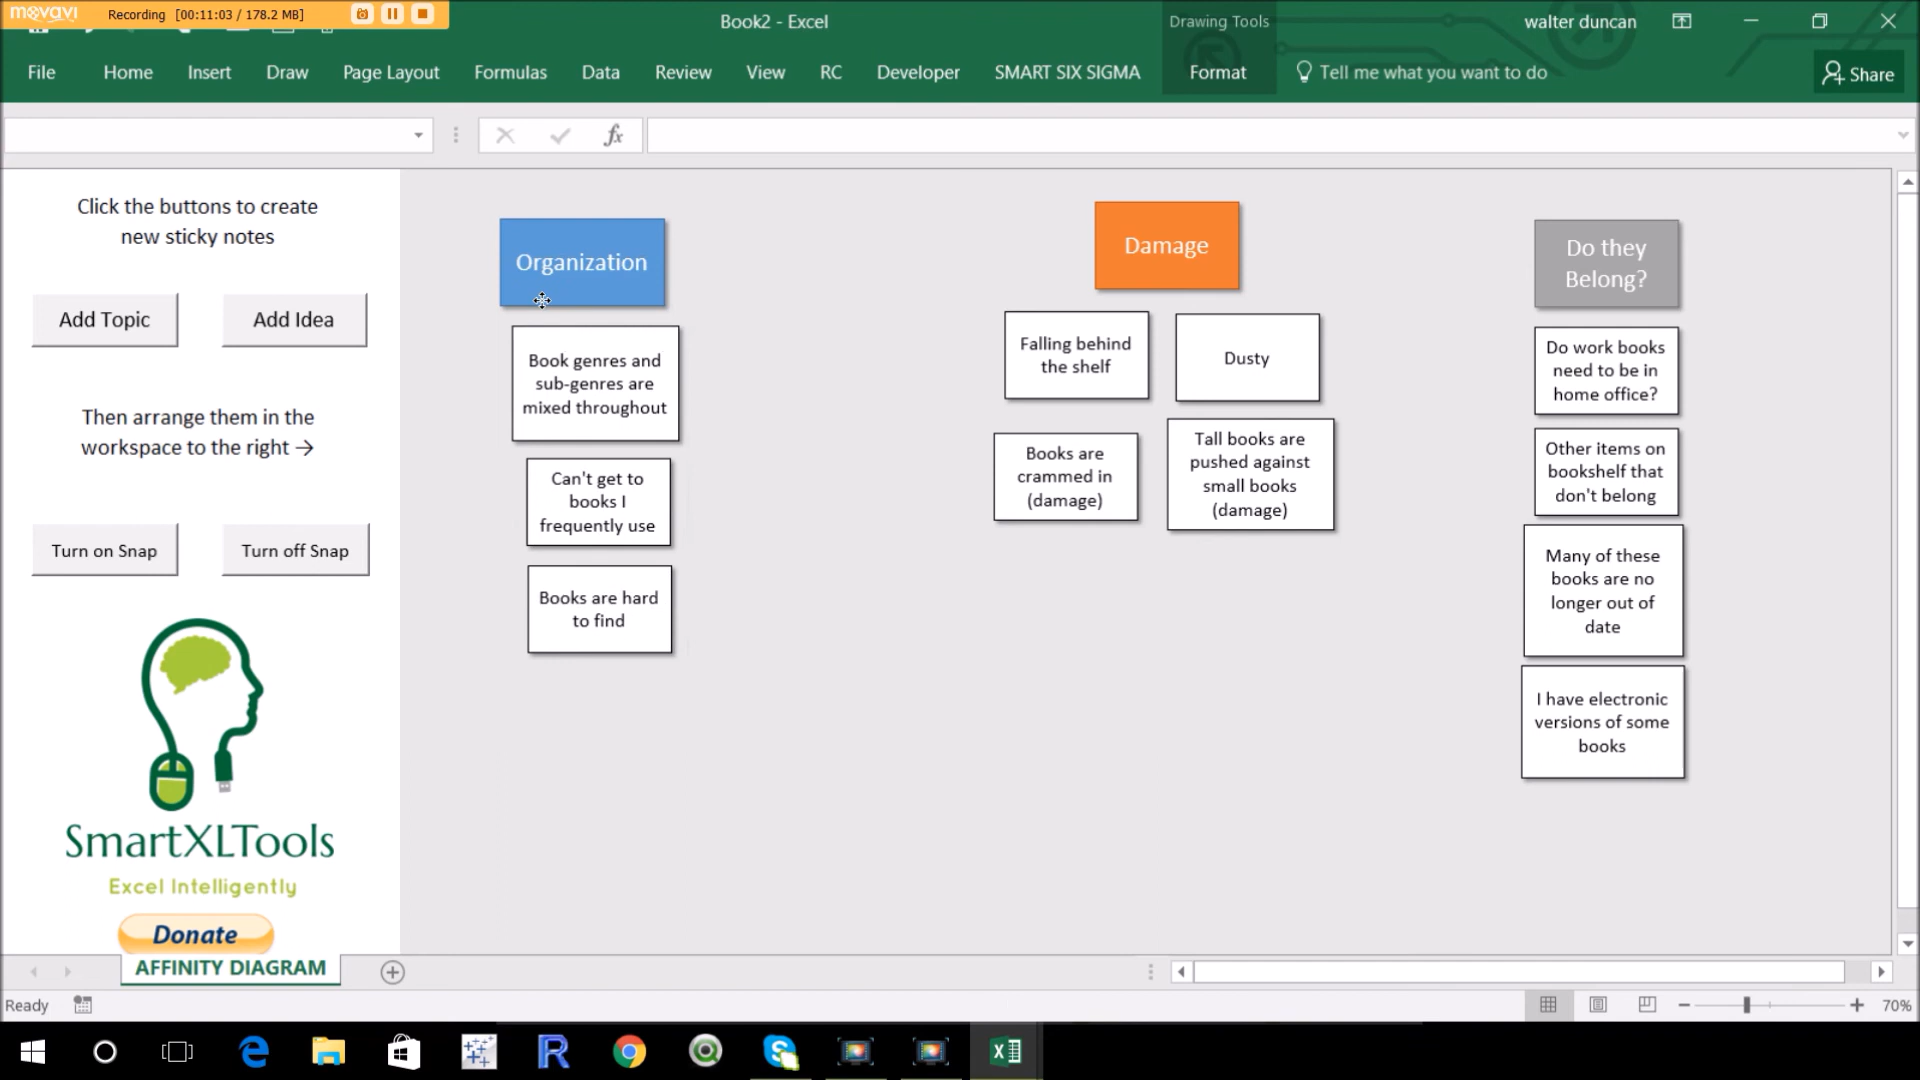 movavi
Recording [00:11:03 / 178.2 MB]
Book2 - Excel
Drawing Tools
walter duncan
File
Home
Insert
Draw
Page Layout
Formulas
Data
Review
View
RC
Developer
SMART SIX SIGMA
Format
Tell me what you want to do
Share
fx
Click the buttons to create
new sticky notes
Add Topic
Add Idea
Then arrange them in the
workspace to the right →
Turn on Snap
Turn off Snap
SmartXLTools
Excel Intelligently
Donate
Organization
Book genres and
sub-genres are
mixed throughout
Can't get to
books I
frequently use
Books are hard
to find
Damage
Falling behind
the shelf
Dusty
Books are
crammed in
(damage)
Tall books are
pushed against
small books
(damage)
Do they
Belong?
Do work books
need to be in
home office?
Other items on
bookshelf that
don't belong
Many of these
books are no
longer out of
date
I have electronic
versions of some
books
AFFINITY DIAGRAM
Ready
70%